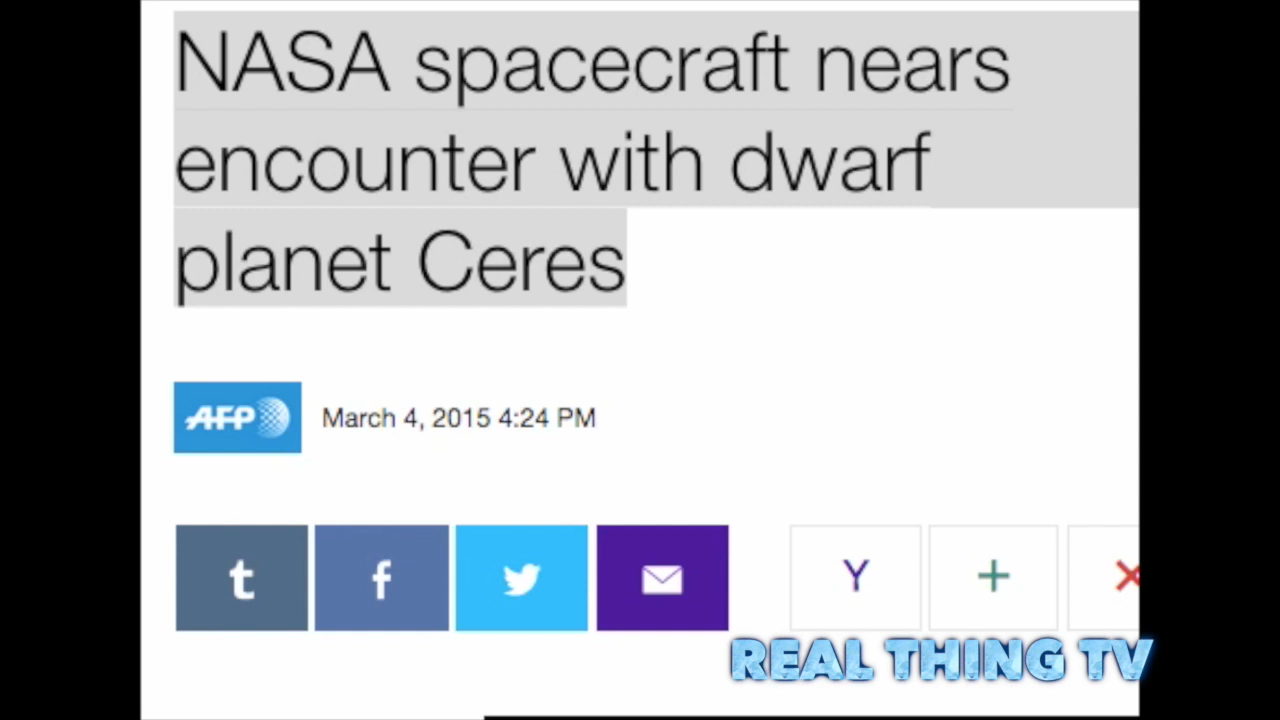 NASA spacecraft nears
encounter with dwarf
planet Ceres
AFP March 4, 2015 4:24 PM
t f Y
REAL THING TV